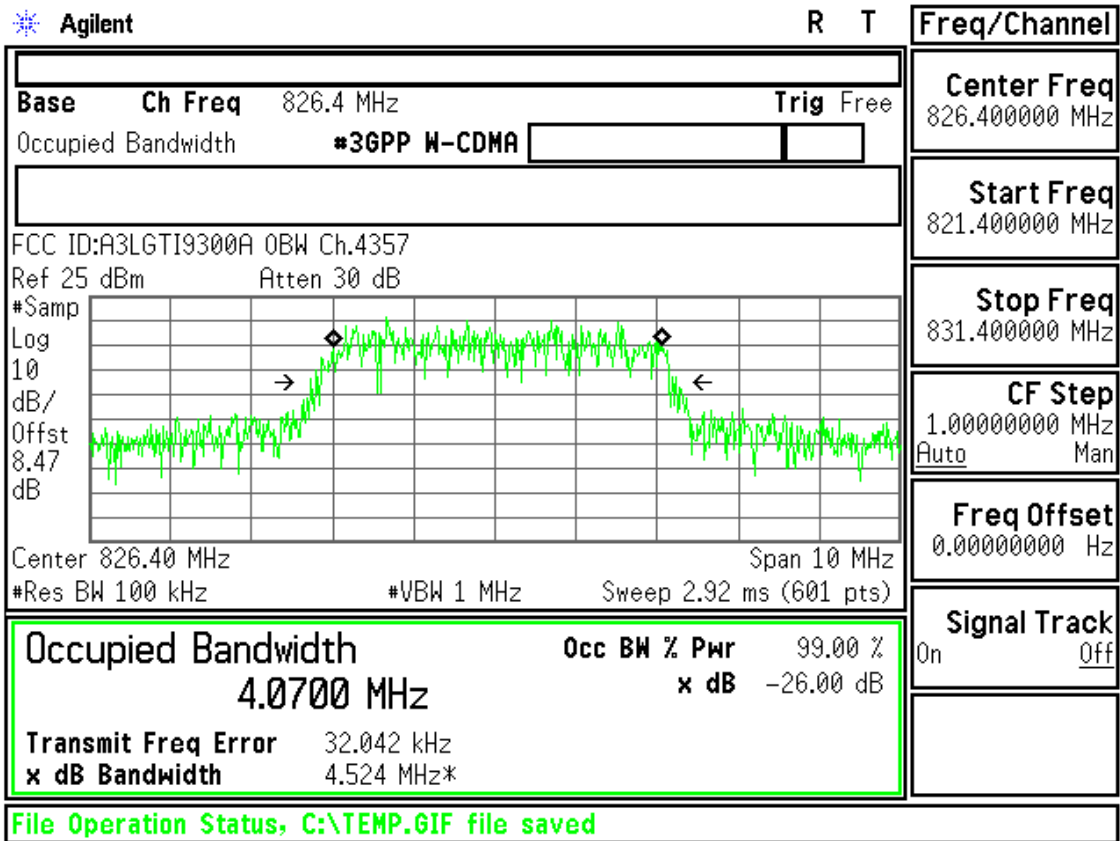 Agilent R T
Freq/Channel
Base Ch Freq 826.4 MHz Trig Free
Occupied Bandwidth #3GPP W-CDMA
FCC ID:A3LGTI9300A OBW Ch.4357
Ref 25 dBm Atten 30 dB
#Samp
Log
10
dB/
Offst
8.47
dB
Center 826.40 MHz Span 10 MHz
#Res BW 100 kHz #VBW 1 MHz Sweep 2.92 ms (601 pts)
Occupied Bandwidth Occ BW % Pwr 99.00 %
4.0700 MHz x dB -26.00 dB
Transmit Freq Error 32.042 kHz
x dB Bandwidth 4.524 MHz*
Center Freq
826.400000 MHz
Start Freq
821.400000 MHz
Stop Freq
831.400000 MHz
CF Step
1.00000000 MHz
Auto Man
Freq Offset
0.00000000 Hz
Signal Track
On Off
File Operation Status, C:\TEMP.GIF file saved